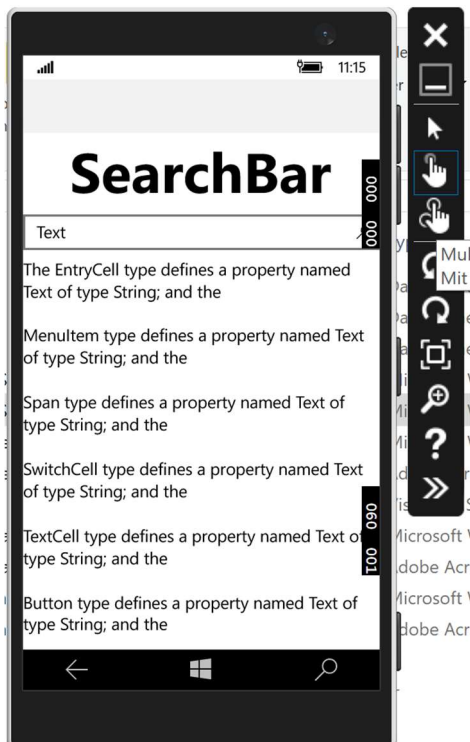 11:15
SearchBar
000 000
Text
The EntryCell type defines a property named
Text of type String; and the
MenuItem type defines a property named Text
of type String; and the
Span type defines a property named Text of
type String; and the
SwitchCell type defines a property named Text
of type String; and the
TextCell type defines a property named Text of
type String; and the
060 001
Button type defines a property named Text of
type String; and the
Mul
Mit
?
Microsoft
Adobe Acr
Microsoft
Adobe Acr